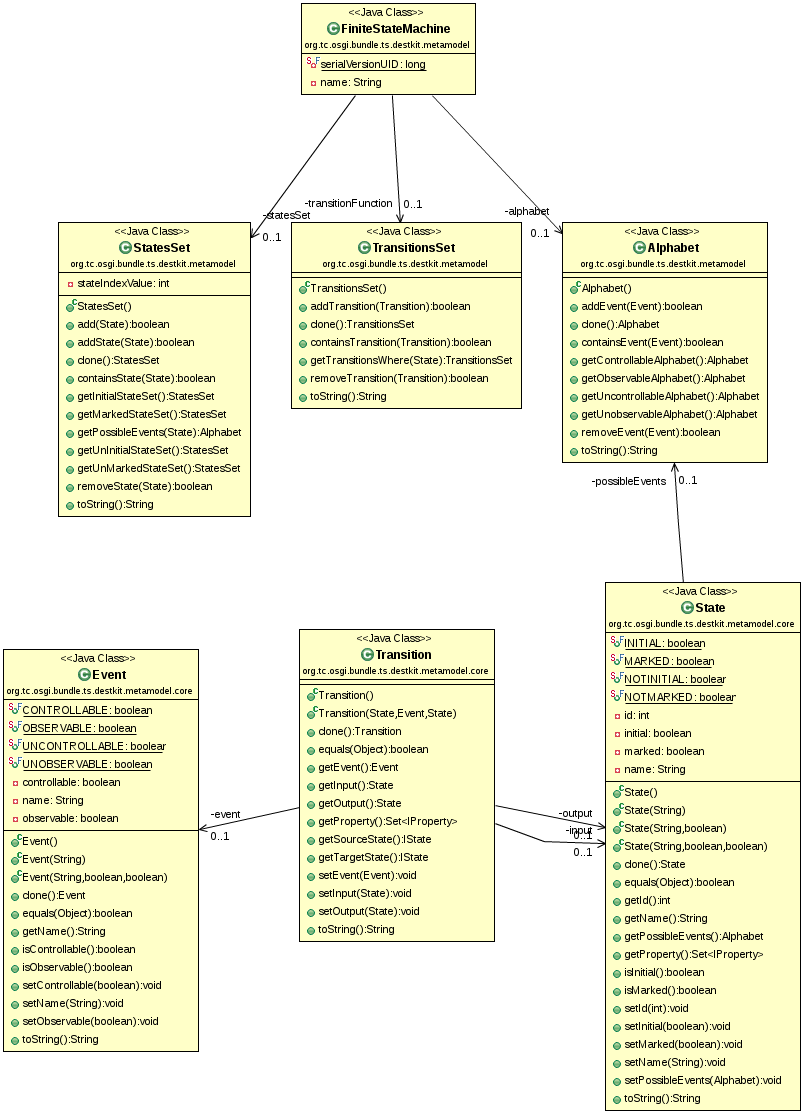 <<Java Class>>
FiniteStateMachine
org.tc.osgi.bundle.ts.destkit.metamodel
serialVersionUID: long
name: String
-statesSet
0..1
-transitionFunction
0..1
-alphabet
0..1
<<Java Class>>
StatesSet
org.tc.osgi.bundle.ts.destkit.metamodel
stateIndexValue: int
StatesSet()
add(State):boolean
addState(State):boolean
clone():StatesSet
containsState(State):boolean
getInitialStateSet():StatesSet
getMarkedStateSet():StatesSet
getPossibleEvents(State):Alphabet
getUnInitialStateSet():StatesSet
getUnMarkedStateSet():StatesSet
removeState(State):boolean
toString():String
<<Java Class>>
TransitionsSet
org.tc.osgi.bundle.ts.destkit.metamodel
TransitionsSet()
addTransition(Transition):boolean
clone():TransitionsSet
containsTransition(Transition):boolean
getTransitionsWhere(State):TransitionsSet
removeTransition(Transition):boolean
toString():String
<<Java Class>>
Alphabet
org.tc.osgi.bundle.ts.destkit.metamodel
Alphabet()
addEvent(Event):boolean
clone():Alphabet
containsEvent(Event):boolean
getControllableAlphabet():Alphabet
getObservableAlphabet():Alphabet
getUncontrollableAlphabet():Alphabet
getUnobservableAlphabet():Alphabet
removeEvent(Event):boolean
toString():String
-possibleEvents
0..1
<<Java Class>>
Event
org.tc.osgi.bundle.ts.destkit.metamodel.core
CONTROLLABLE: boolean
OBSERVABLE: boolean
UNCONTROLLABLE: boolean
UNOBSERVABLE: boolean
controllable: boolean
name: String
observable: boolean
Event()
Event(String)
Event(String,boolean,boolean)
clone():Event
equals(Object):boolean
getName():String
isControllable():boolean
isObservable():boolean
setControllable(boolean):void
setName(String):void
setObservable(boolean):void
toString():String
-event
0..1
<<Java Class>>
Transition
org.tc.osgi.bundle.ts.destkit.metamodel.core
Transition()
Transition(State,Event,State)
clone():Transition
equals(Object):boolean
getEvent():Event
getInput():State
getOutput():State
getProperty():Set<IProperty>
getSourceState():IState
getTargetState():IState
setEvent(Event):void
setInput(State):void
setOutput(State):void
toString():String
-output
0..1
-input
0..1
<<Java Class>>
State
org.tc.osgi.bundle.ts.destkit.metamodel.core
INITIAL: boolean
MARKED: boolean
NOTINITIAL: boolean
NOTMARKED: boolean
id: int
initial: boolean
marked: boolean
name: String
State()
State(String)
State(String,boolean)
State(String,boolean,boolean)
clone():State
equals(Object):boolean
getId():int
getName():String
getPossibleEvents():Alphabet
getProperty():Set<IProperty>
isInitial():boolean
isMarked():boolean
setId(int):void
setInitial(boolean):void
setMarked(boolean):void
setName(String):void
setPossibleEvents(Alphabet):void
toString():String